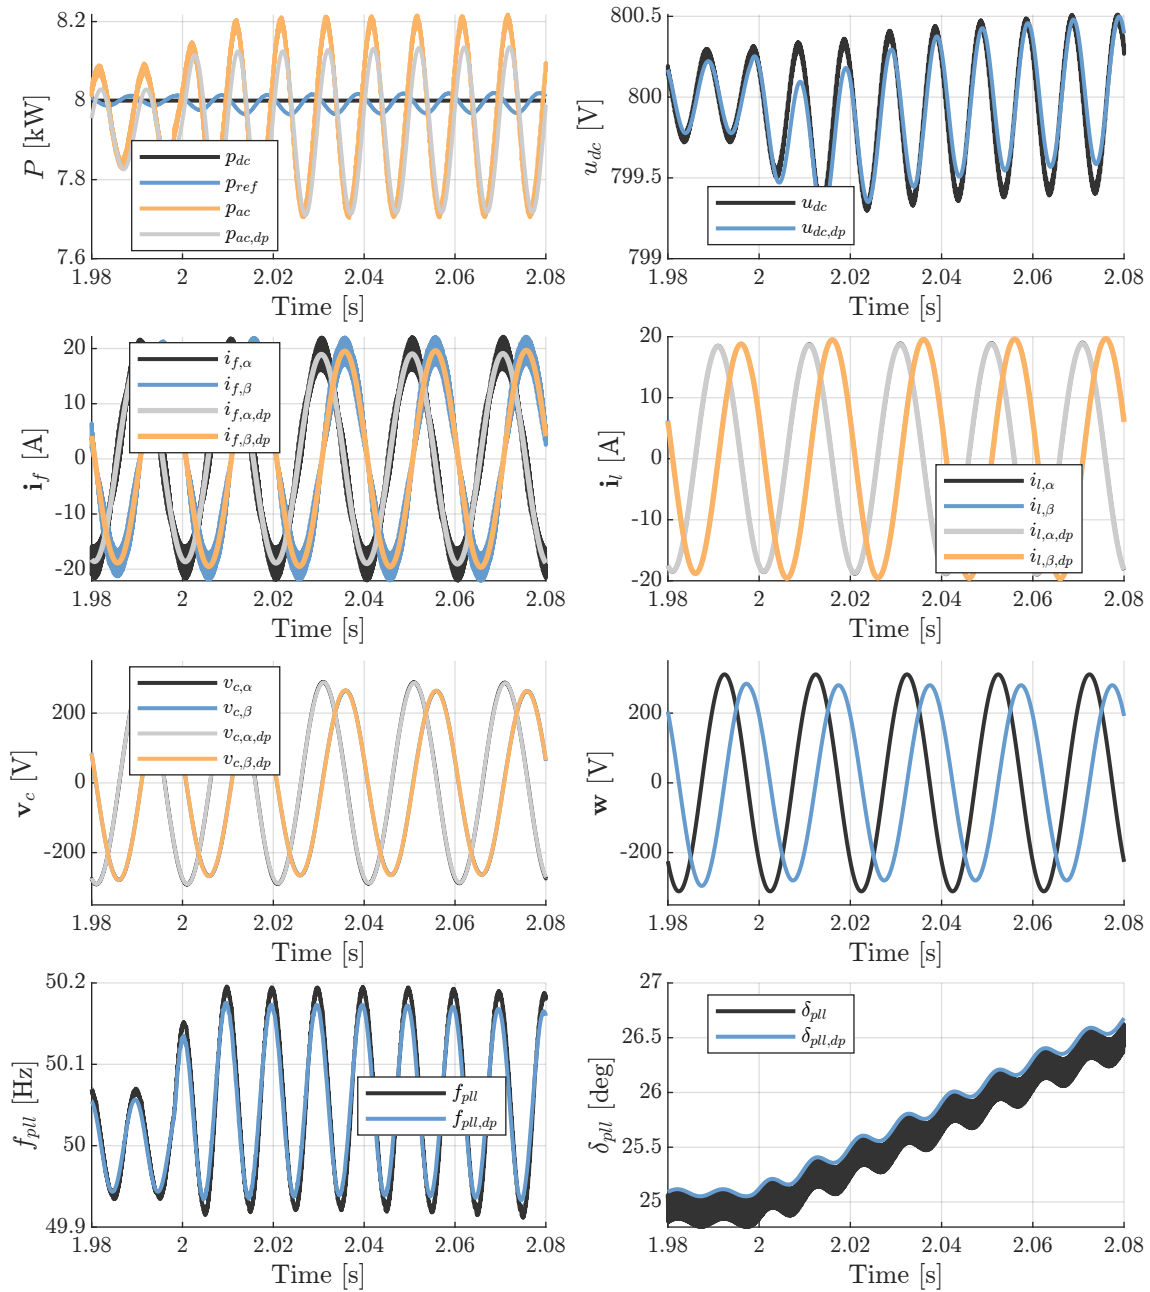 8.2
8
7.8
7.6
P [kW]
p_dc
p_ref
p_ac
p_ac,dp
1.98 2 2.02 2.04 2.06 2.08
Time [s]
800.5
800
799.5
799
u_dc [V]
u_dc
u_dc,dp
1.98 2 2.02 2.04 2.06 2.08
Time [s]
20
10
0
-10
-20
i_f [A]
i_f,α
i_f,β
i_f,α,dp
i_f,β,dp
1.98 2 2.02 2.04 2.06 2.08
Time [s]
20
10
0
-10
-20
i_l [A]
i_l,α
i_l,β
i_l,α,dp
i_l,β,dp
1.98 2 2.02 2.04 2.06 2.08
Time [s]
200
0
-200
v_c [V]
v_c,α
v_c,β
v_c,α,dp
v_c,β,dp
1.98 2 2.02 2.04 2.06 2.08
Time [s]
200
0
-200
w [V]
1.98 2 2.02 2.04 2.06 2.08
Time [s]
50.2
50.1
50
49.9
f_pll [Hz]
f_pll
f_pll,dp
1.98 2 2.02 2.04 2.06 2.08
Time [s]
27
26.5
26
25.5
25
δ_pll [deg]
δ_pll
δ_pll,dp
1.98 2 2.02 2.04 2.06 2.08
Time [s]